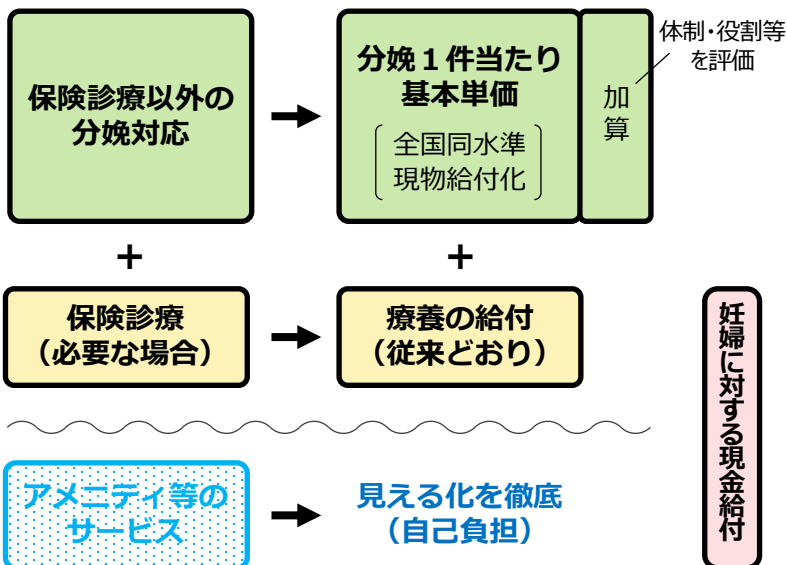 保険診療以外の
分娩対応
分娩１件当たり
基本単価
全国同水準
現物給付化
加算
体制・役割等
を評価
+
+
保険診療
（必要な場合）
療養の給付
（従来どおり）
妊婦に対する現金給付
アメニティ等の
サービス
見える化を徹底
（自己負担）